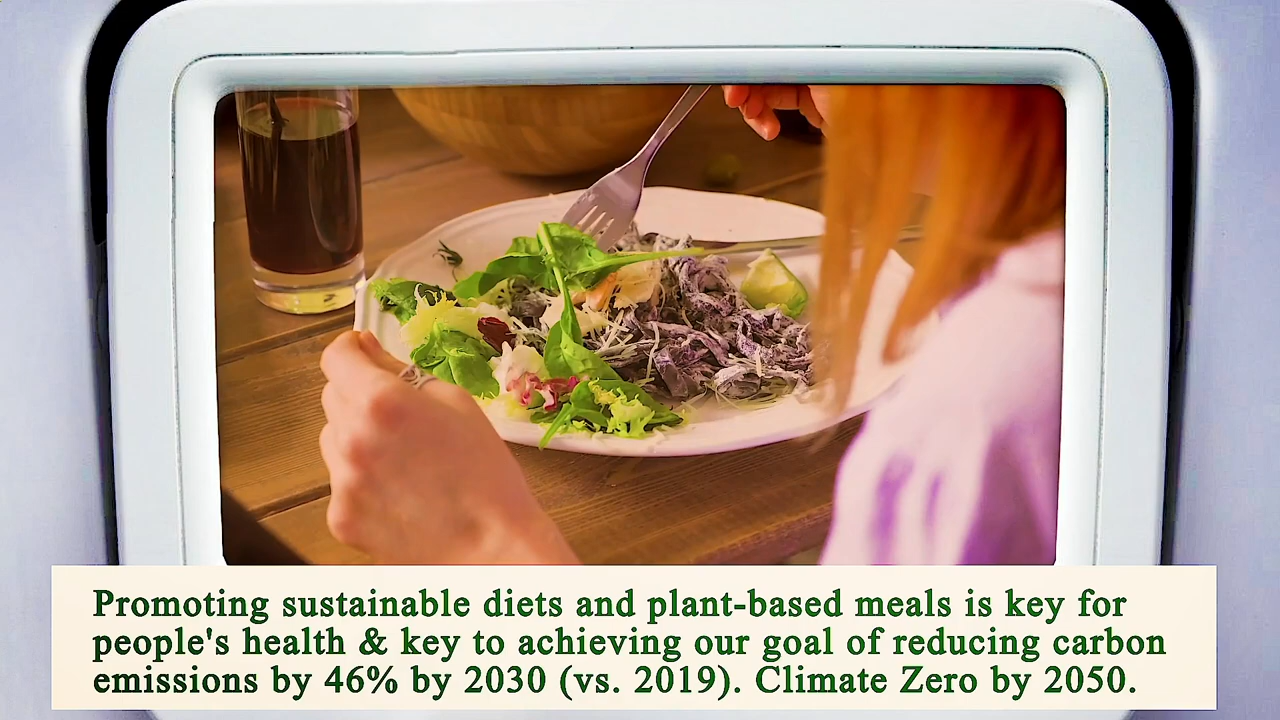 Promoting sustainable diets and plant-based meals is key for
people's health & key to achieving our goal of reducing carbon
emissions by 46% by 2030 (vs. 2019). Climate Zero by 2050.